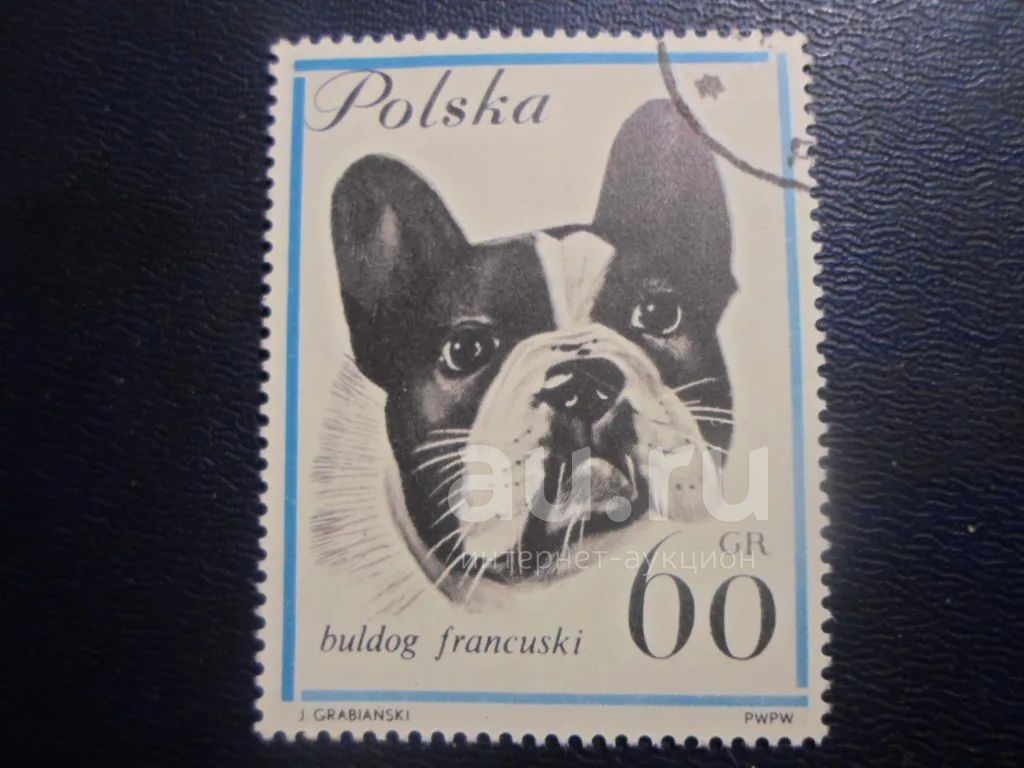 Polska
au.ru
интернет-аукцион
GR
60
buldog francuski
J. GRABIAŃSKI
PWPW